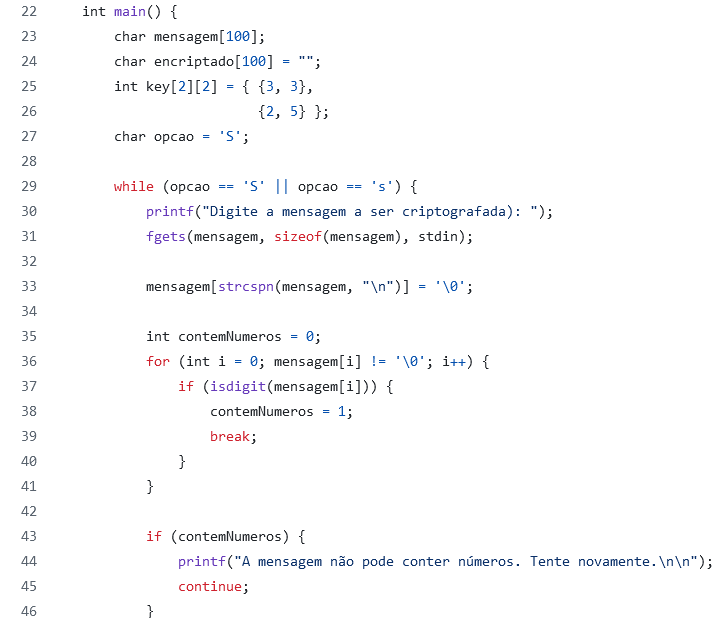 22 int main() {
23 char mensagem[100];
24 char encriptado[100] = "";
25 int key[2][2] = { {3, 3},
26 {2, 5} };
27 char opcao = 'S';
28
29 while (opcao == 'S' || opcao == 's') {
30 printf("Digite a mensagem a ser criptografada): ");
31 fgets(mensagem, sizeof(mensagem), stdin);
32
33 mensagem[strcspn(mensagem, "\n")] = '\0';
34
35 int contemNumeros = 0;
36 for (int i = 0; mensagem[i] != '\0'; i++) {
37 if (isdigit(mensagem[i])) {
38 contemNumeros = 1;
39 break;
40 }
41 }
42
43 if (contemNumeros) {
44 printf("A mensagem não pode conter números. Tente novamente.\n\n");
45 continue;
46 }